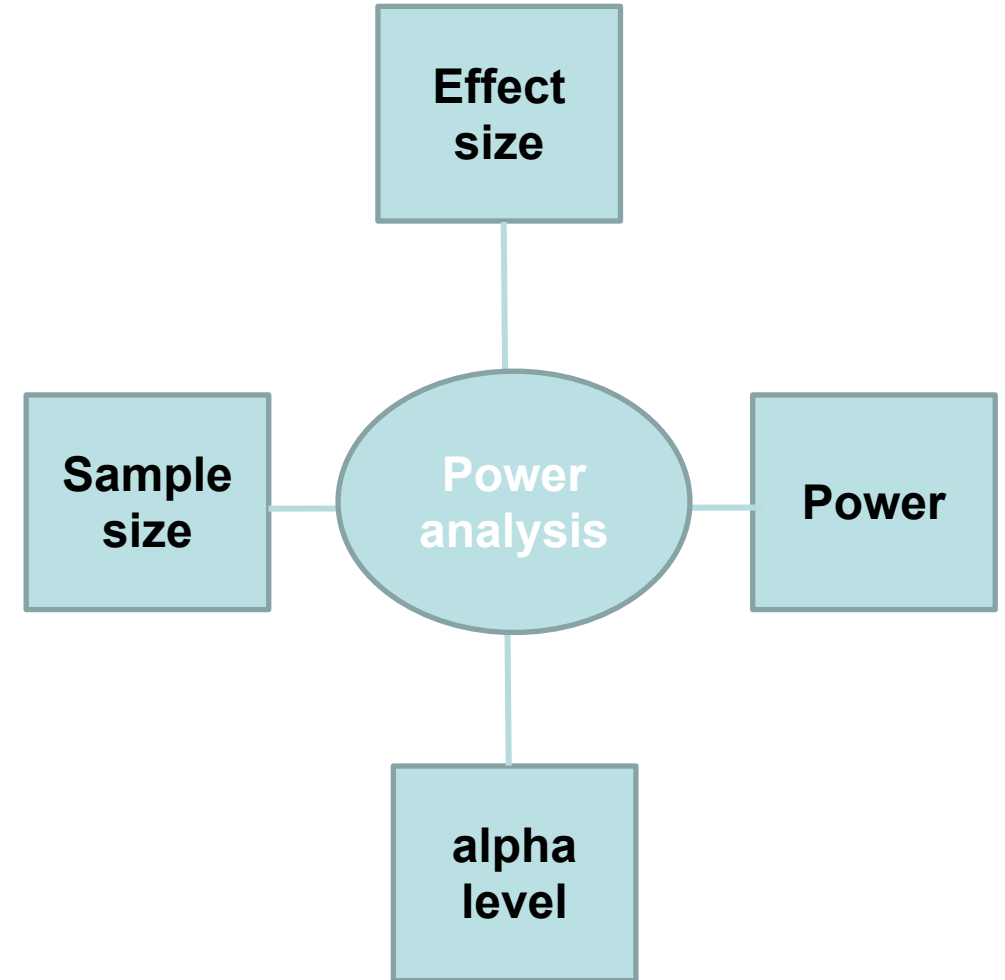 Effect
size
Sample
size
Power
analysis
Power
alpha
level